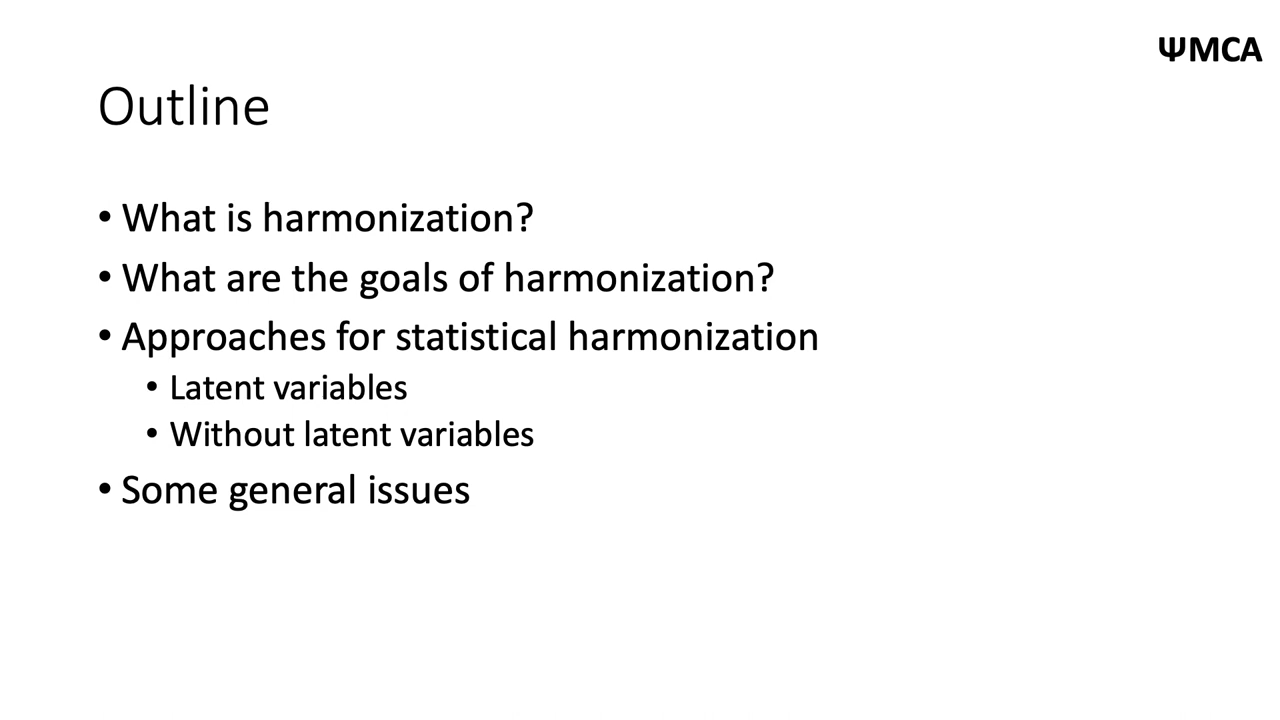 ΨMCA
Outline
• What is harmonization?
• What are the goals of harmonization?
• Approaches for statistical harmonization
• Latent variables
• Without latent variables
• Some general issues